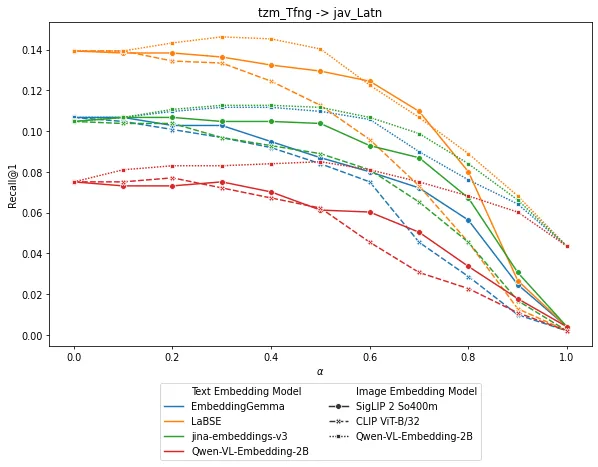 tzm_Tfng -> jav_Latn
Recall@1
0.14
0.12
0.10
0.08
0.06
0.04
0.02
0.00
0.0
0.2
0.4
0.6
0.8
1.0
α
Text Embedding Model
EmbeddingGemma
LaBSE
jina-embeddings-v3
Qwen-VL-Embedding-2B
Image Embedding Model
SigLIP 2 So400m
CLIP ViT-B/32
Qwen-VL-Embedding-2B